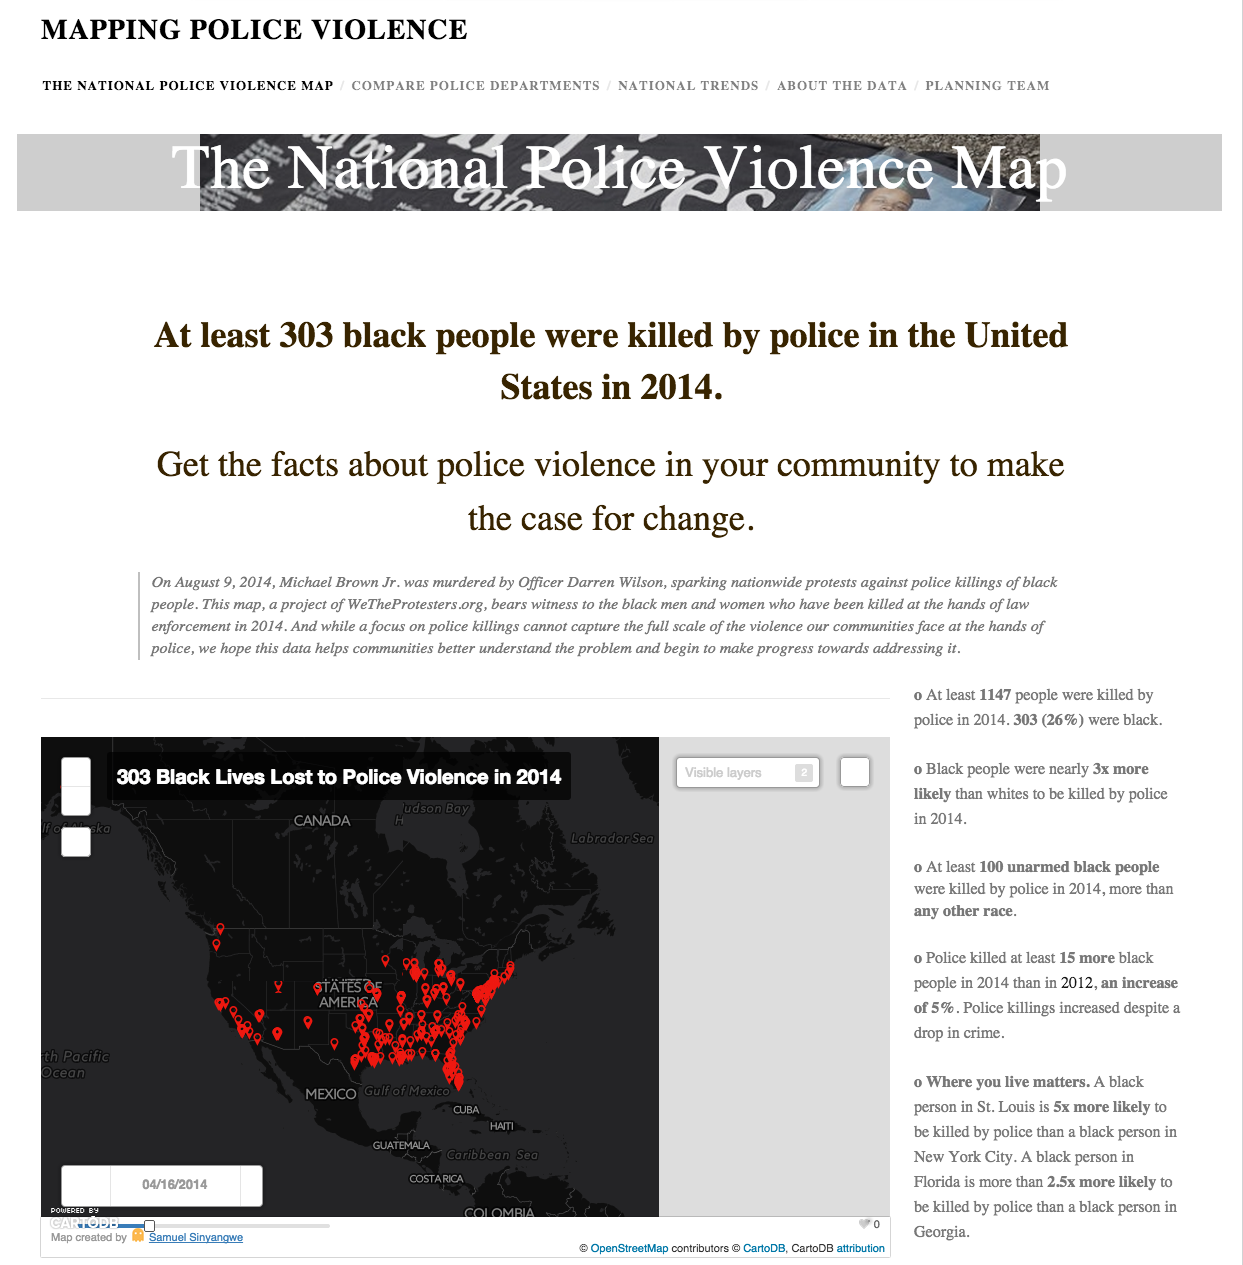 MAPPING POLICE VIOLENCE
THE NATIONAL POLICE VIOLENCE MAP / COMPARE POLICE DEPARTMENTS / NATIONAL TRENDS / ABOUT THE DATA / PLANNING TEAM
The National Police Violence Map
At least 303 black people were killed by police in the United
States in 2014.
Get the facts about police violence in your community to make
the case for change.
On August 9, 2014, Michael Brown Jr. was murdered by Officer Darren Wilson, sparking nationwide protests against police killings of black
people. This map, a project of WeTheProtesters.org, bears witness to the black men and women who have been killed at the hands of law
enforcement in 2014. And while a focus on police killings cannot capture the full scale of the violence our communities face at the hands of
police, we hope this data helps communities better understand the problem and begin to make progress towards addressing it.
303 Black Lives Lost to Police Violence in 2014
Visible layers 2
udson Bay
H
CANADA
Labrador Sea
lf of Alaska
UNITED
STATES OF
AMERICA
rth Pacific
Ocean
MEXICO
Gulf of Mexico
CUBA
HAITI
GUATEMALA
Caribbean Sea
COSTA RICA
COLOMBIA
04/16/2014
POWERED BY
CARTODB
Map created by Samuel Sinyangwe
0
© OpenStreetMap contributors © CartoDB, CartoDB attribution
o At least 1147 people were killed by
police in 2014. 303 (26%) were black.
o Black people were nearly 3x more
likely than whites to be killed by police
in 2014.
o At least 100 unarmed black people
were killed by police in 2014, more than
any other race.
o Police killed at least 15 more black
people in 2014 than in 2012, an increase
of 5%. Police killings increased despite a
drop in crime.
o Where you live matters. A black
person in St. Louis is 5x more likely to
be killed by police than a black person in
New York City. A black person in
Florida is more than 2.5x more likely to
be killed by police than a black person in
Georgia.